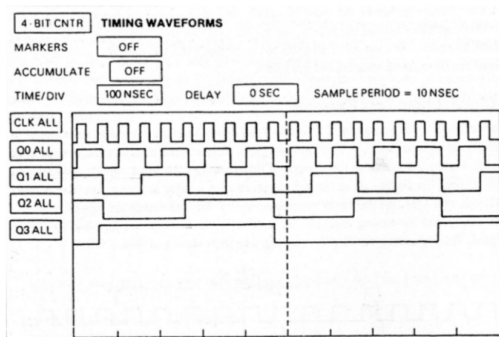 4-BIT CNTR TIMING WAVEFORMS
MARKERS OFF
ACCUMULATE OFF
TIME/DIV 100 NSEC DELAY 0 SEC SAMPLE PERIOD = 10 NSEC
CLK ALL
Q0 ALL
Q1 ALL
Q2 ALL
Q3 ALL